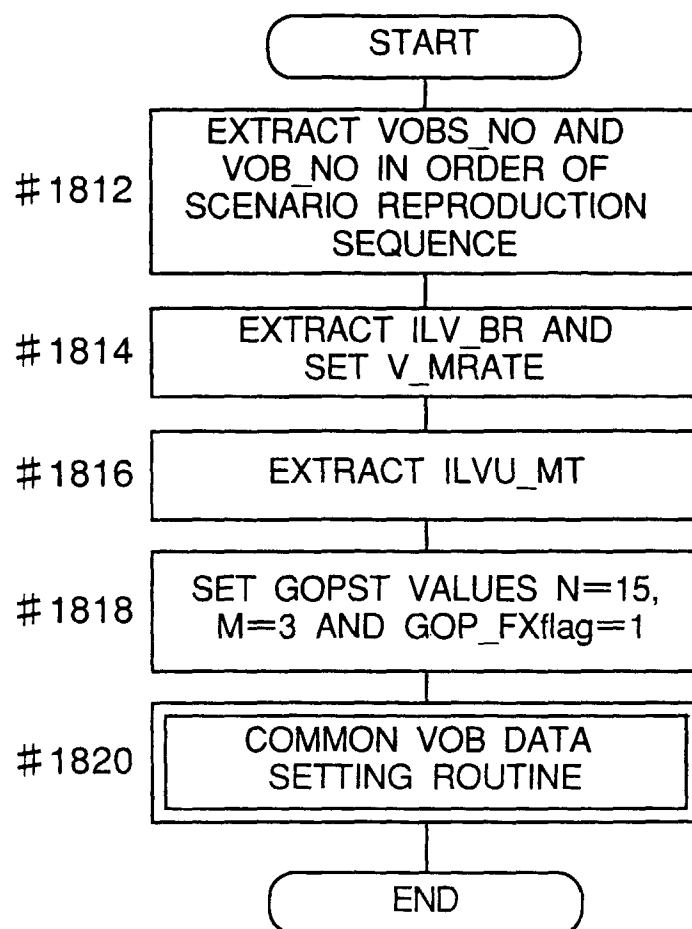 START
EXTRACT VOBS_NO AND
VOB_NO IN ORDER OF
#1812
SCENARIO REPRODUCTION
SEQUENCE
EXTRACT ILV_BR AND
#1814
SET V_MRATE
#1816
EXTRACT ILVU_MT
SET GOPST VALUES N=15,
#1818
M=3 AND GOP_FXflag=1
COMMON VOB DATA
#1820
SETTING ROUTINE
END